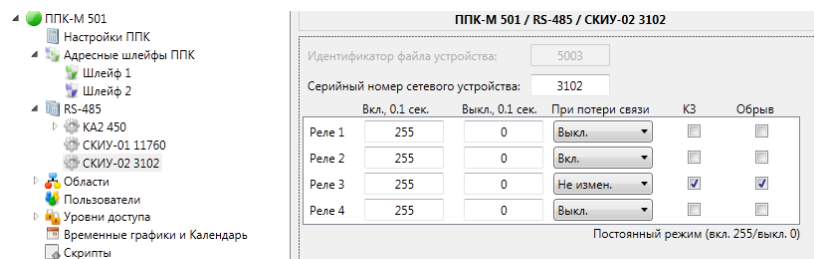 ППК-М 501
Настройки ППК
Адресные шлейфы ППК
Шлейф 1
Шлейф 2
RS-485
КА2 450
СКИУ-01 11760
СКИУ-02 3102
Области
Пользователи
Уровни доступа
Временные графики и Календарь
Скрипты
ППК-М 501 / RS-485 / СКИУ-02 3102
Идентификатор файла устройства: 5003
Серийный номер сетевого устройства: 3102
Вкл., 0.1 сек. Выкл., 0.1 сек. При потери связи КЗ Обрыв
Реле 1 255 0 Выкл.
Реле 2 255 0 Вкл.
Реле 3 255 0 Не измен.
Реле 4 255 0 Выкл.
Постоянный режим (вкл. 255/выкл. 0)